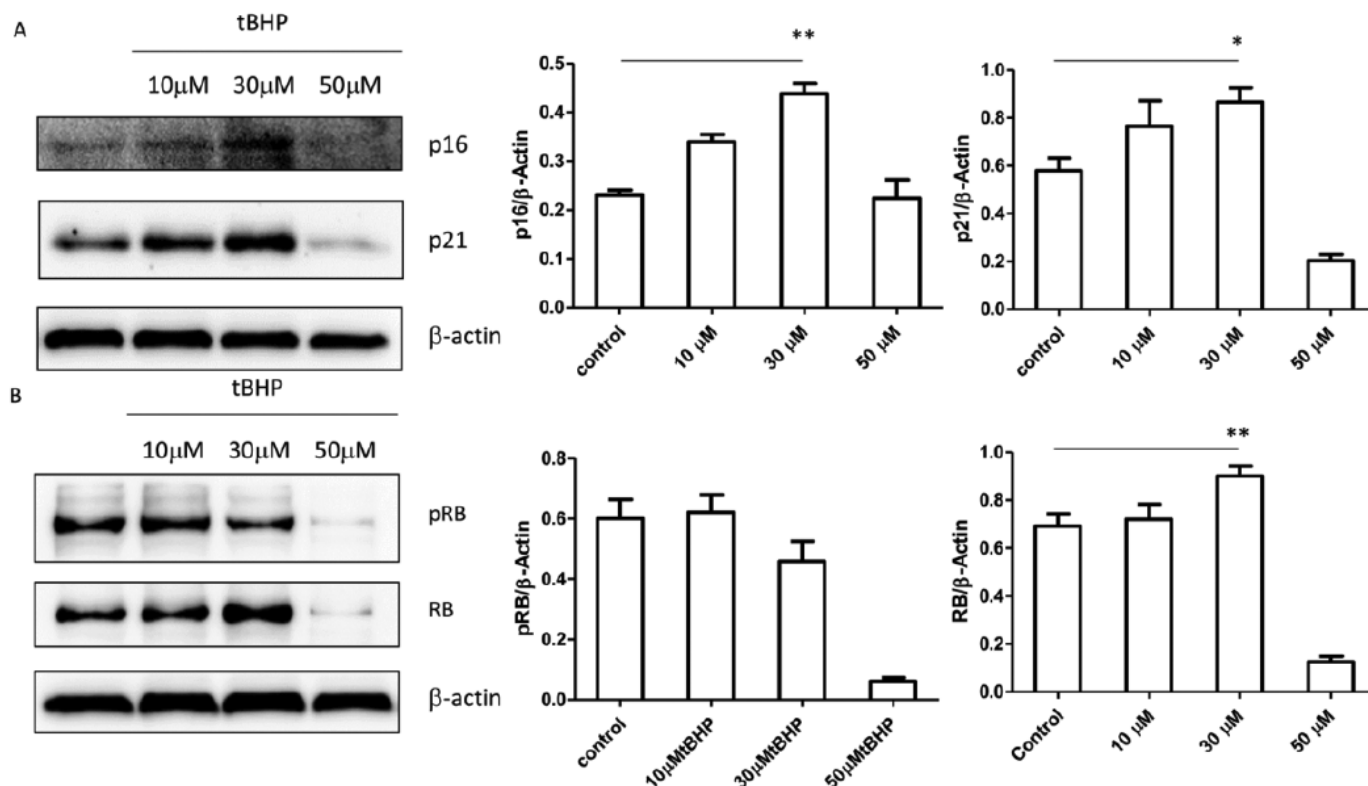 A
tBHP
10μM 30μM 50μM
p16
p21
β-actin
**
p16/β-Actin
0.5
0.4
0.3
0.2
0.1
0.0
control
10 μM
30 μM
50 μM
*
p21/β-Actin
1.0
0.8
0.6
0.4
0.2
0.0
control
10 μM
30 μM
50 μM
B
tBHP
10μM 30μM 50μM
pRB
RB
β-actin
pRB/β-Actin
0.8
0.6
0.4
0.2
0.0
control
10μMtBHP
30μMtBHP
50μMtBHP
**
RB/β-Actin
1.0
0.8
0.6
0.4
0.2
0.0
Control
10 μM
30 μM
50 μM